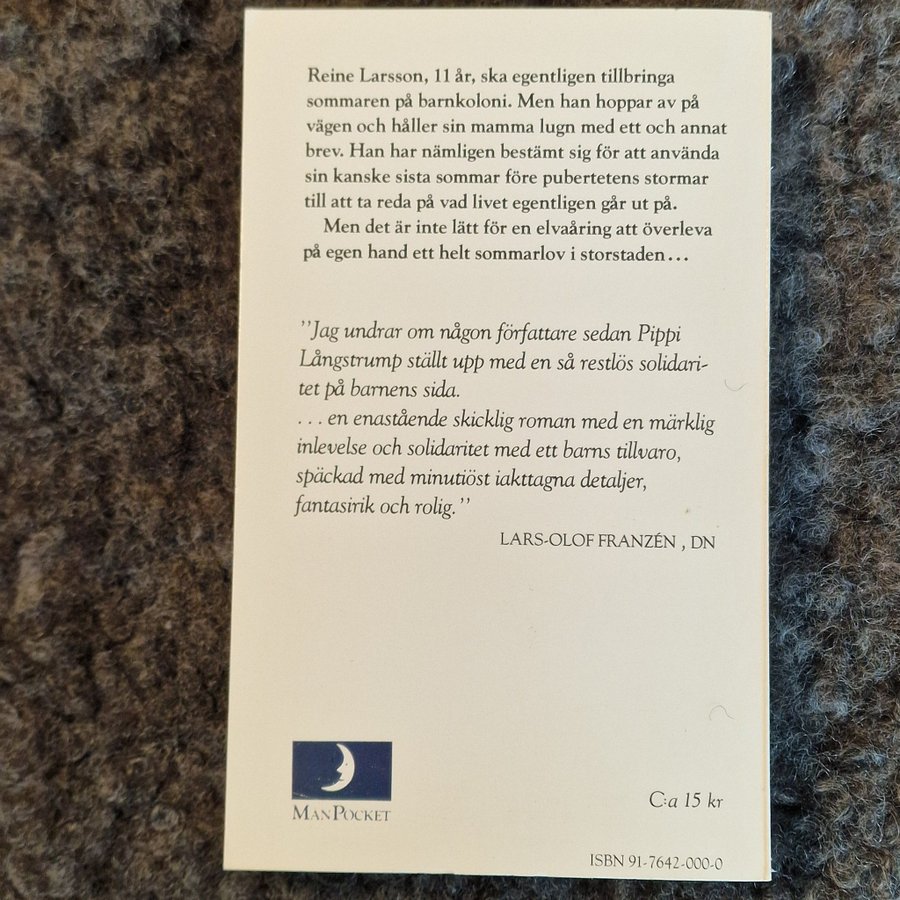 Reine Larsson, 11 år, ska egentligen tillbringa
sommaren på barnkoloni. Men han hoppar av på
vägen och håller sin mamma lugn med ett och annat
brev. Han har nämligen bestämt sig för att använda
sin kanske sista sommar före pubertetens stormar
till att ta reda på vad livet egentligen går ut på.
Men det är inte lätt för en elvaåring att överleva
på egen hand ett helt sommarlov i storstaden...
"Jag undrar om någon författare sedan Pippi
Långstrump ställt upp med en så restlös solidari-
tet på barnens sida.
...en enastående skicklig roman med en märklig
inlevelse och solidaritet med ett barns tillvaro,
späckad med minutiöst iakttagna detaljer,
fantasirik och rolig."
LARS-OLOF FRANZÉN , DN
MANPOCKET
C:a 15 kr
ISBN 91-7642-000-0